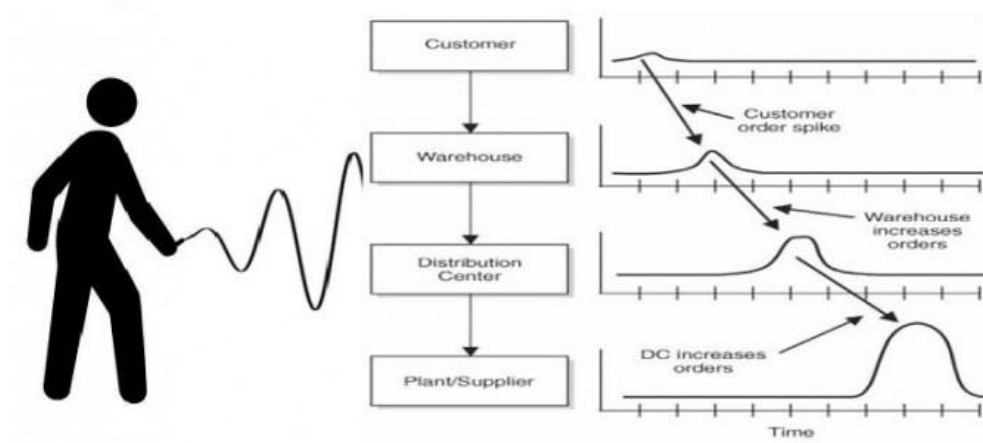 Customer
Customer
order spike
Warehouse
Warehouse
increases
orders
Distribution
Center
DC increases
orders
Plant/Supplier
Time